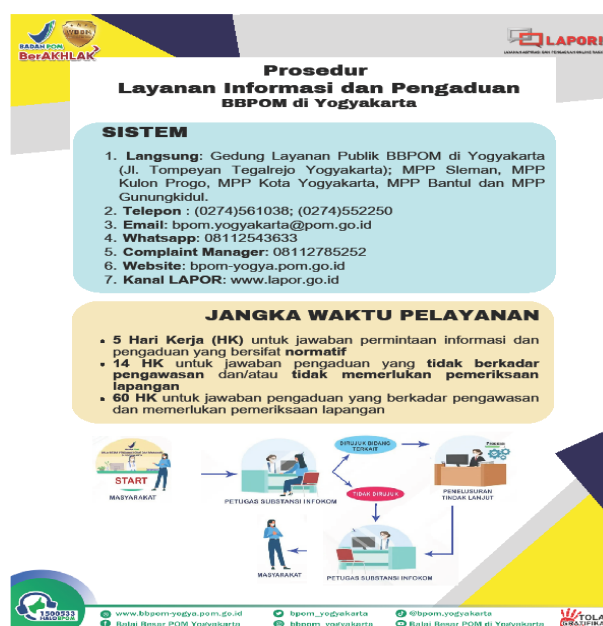 BADAN POM
BerAKHLAK
WBBM
LAPOR!
Prosedur
Layanan Informasi dan Pengaduan
BBPOM di Yogyakarta
SISTEM
1. Langsung: Gedung Layanan Publik BBPOM di Yogyakarta
(Jl. Tompeyan Tegalrejo Yogyakarta); MPP Sleman, MPP
Kulon Progo, MPP Kota Yogyakarta, MPP Bantul dan MPP
Gunungkidul.
2. Telepon : (0274)561038; (0274)552250
3. Email: bpom.yogyakarta@pom.go.id
4. Whatsapp: 08112543633
5. Complaint Manager: 08112785252
6. Website: bpom-yogya.pom.go.id
7. Kanal LAPOR: www.lapor.go.id
JANGKA WAKTU PELAYANAN
• 5 Hari Kerja (HK) untuk jawaban permintaan informasi dan
pengaduan yang bersifat normatif
• 14 HK untuk jawaban pengaduan yang tidak berkadar
pengawasan dan/atau tidak memerlukan pemeriksaan
lapangan
• 60 HK untuk jawaban pengaduan yang berkadar pengawasan
dan memerlukan pemeriksaan lapangan
START
MASYARAKAT
PETUGAS SUBSTANSI INFOKOM
DIRUJUK BIDANG
TERKAIT
TIDAK DIRUJUK
PENELUSURAN
TINDAK LANJUT
MASYARAKAT
PETUGAS SUBSTANSI INFOKOM
1500533
HALOBPOM
www.bbpom-yogya.pom.go.id
bpom_yogyakarta
@bpom.yogyakarta
Balai Besar POM Yogyakarta
bbpom_yogyakarta
Balai Besar POM di Yogyakarta